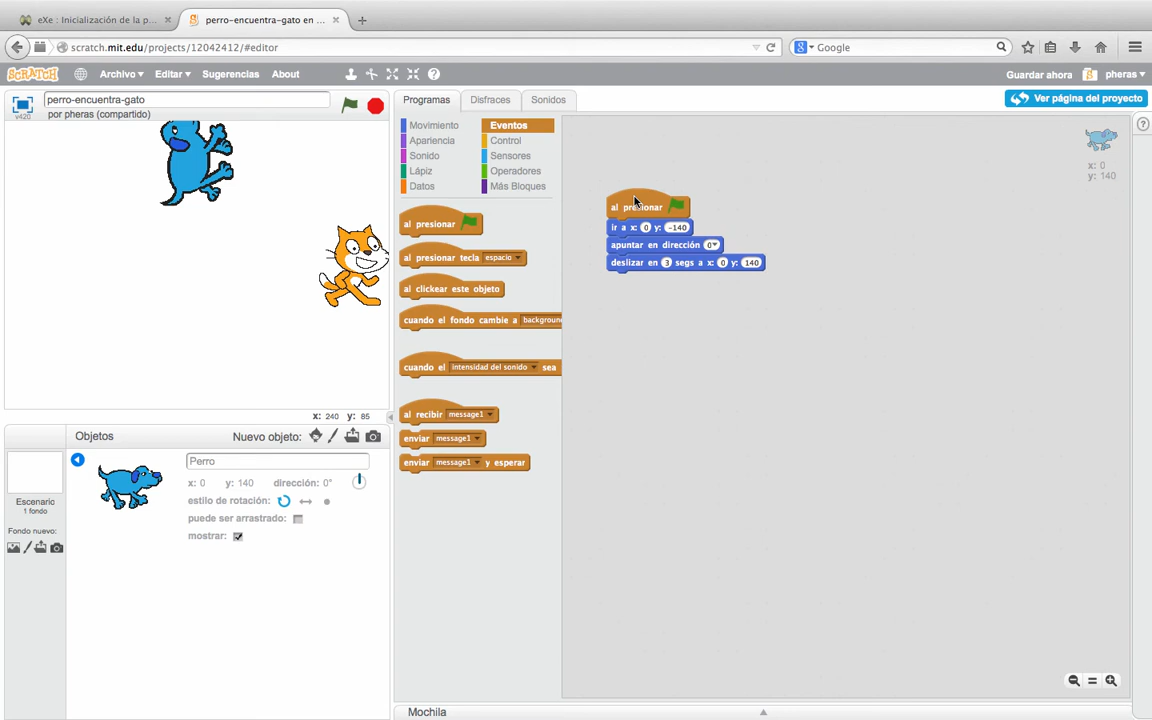 eXe : Inicialización de la p...
perro-encuentra-gato en ...
scratch.mit.edu/projects/12042412/#editor
Google
SCRATCH
Archivo
Editar
Sugerencias
About
Guardar ahora
pheras
v420
perro-encuentra-gato
por pheras (compartido)
Programas
Disfraces
Sonidos
Ver página del proyecto
Movimiento
Eventos
Apariencia
Control
Sonido
Sensores
Lápiz
Operadores
Datos
Más Bloques
al presionar
al presionar tecla espacio
al clickear este objeto
cuando el fondo cambie a background
cuando el intensidad del sonido sea
al recibir message1
enviar message1
enviar message1 y esperar
al presionar
ir a x: 0 y: -140
apuntar en dirección 0
deslizar en 3 segs a x: 0 y: 140
x: 0
y: 140
x: 240 y: 85
Objetos
Nuevo objeto:
Escenario
1 fondo
Fondo nuevo:
Perro
x: 0 y: 140 dirección: 0°
estilo de rotación:
puede ser arrastrado:
mostrar:
Mochila